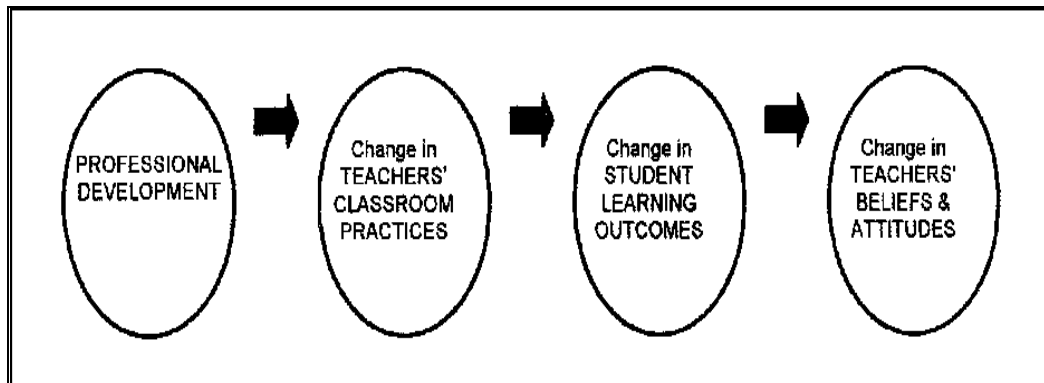 PROFESSIONAL
DEVELOPMENT
Change in
TEACHERS'
CLASSROOM
PRACTICES
Change in
STUDENT
LEARNING
OUTCOMES
Change in
TEACHERS'
BELIEFS &
ATTITUDES